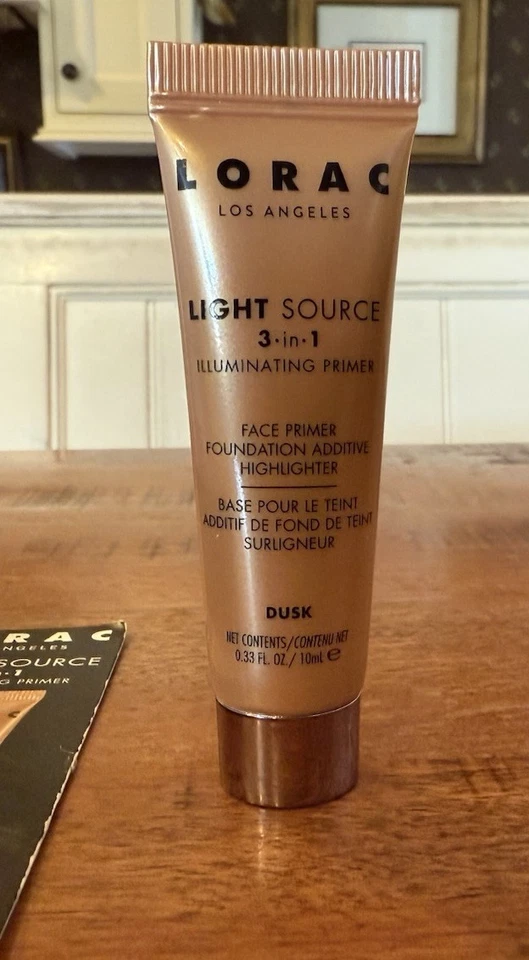 LORAC
LOS ANGELES
LIGHT SOURCE
3·in·1
ILLUMINATING PRIMER
FACE PRIMER
FOUNDATION ADDITIVE
HIGHLIGHTER
BASE POUR LE TEINT
ADDITIF DE FOND DE TEINT
SURLIGNEUR
DUSK
NET CONTENTS/CONTENU NET
0.33 FL. OZ./ 10mL ℮
RAC
NGELES
SOURCE
·1
G PRIMER